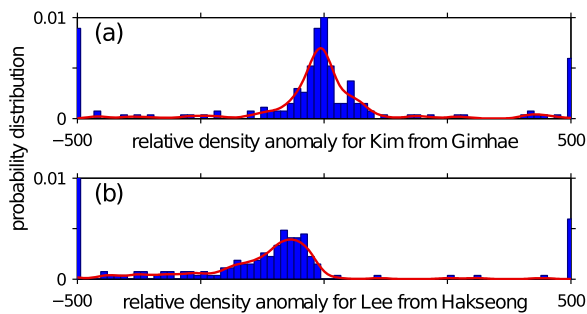 0.01
(a)
0
−500
500
relative density anomaly for Kim from Gimhae
probability distribution
0.01
(b)
0
−500
500
relative density anomaly for Lee from Hakseong